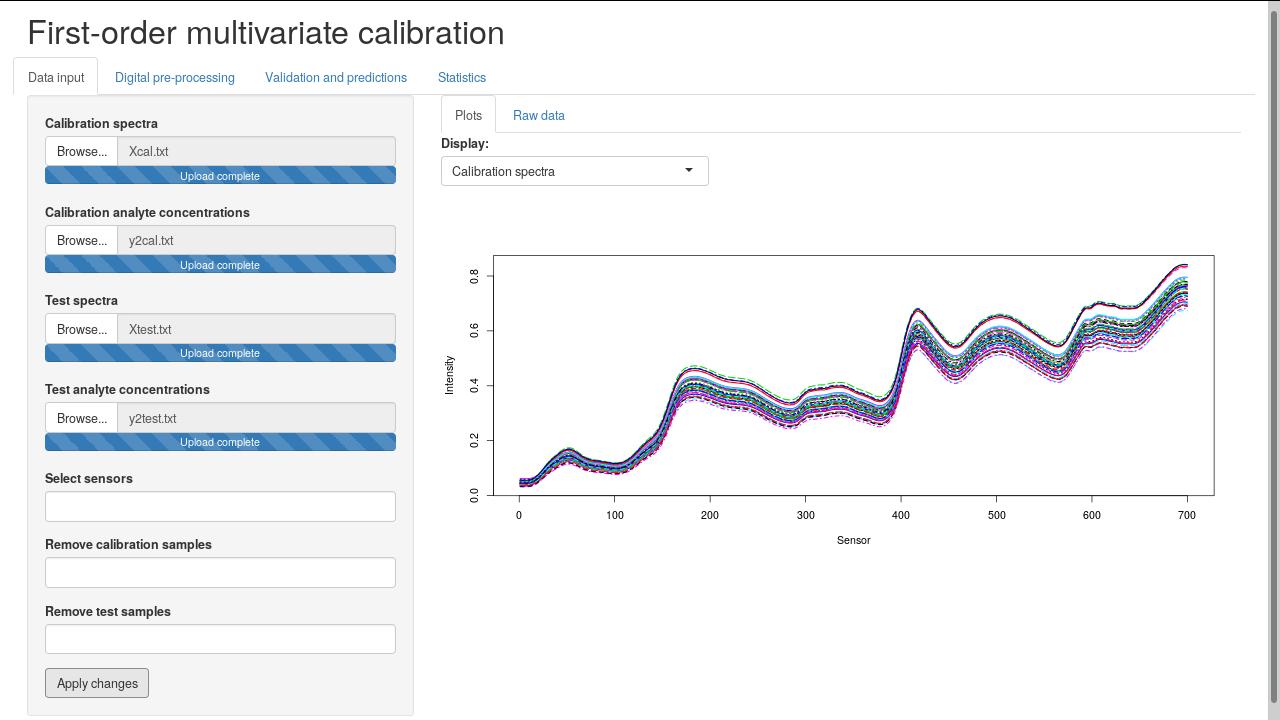 First-order multivariate calibration
Data input
Digital pre-processing
Validation and predictions
Statistics
Calibration spectra
Browse...
Xcal.txt
Upload complete
Calibration analyte concentrations
Browse...
y2cal.txt
Upload complete
Test spectra
Browse...
Xtest.txt
Upload complete
Test analyte concentrations
Browse...
y2test.txt
Upload complete
Select sensors
Remove calibration samples
Remove test samples
Apply changes
Plots
Raw data
Display:
Calibration spectra
Intensity
0.8
0.6
0.4
0.2
0.0
0
100
200
300
400
500
600
700
Sensor